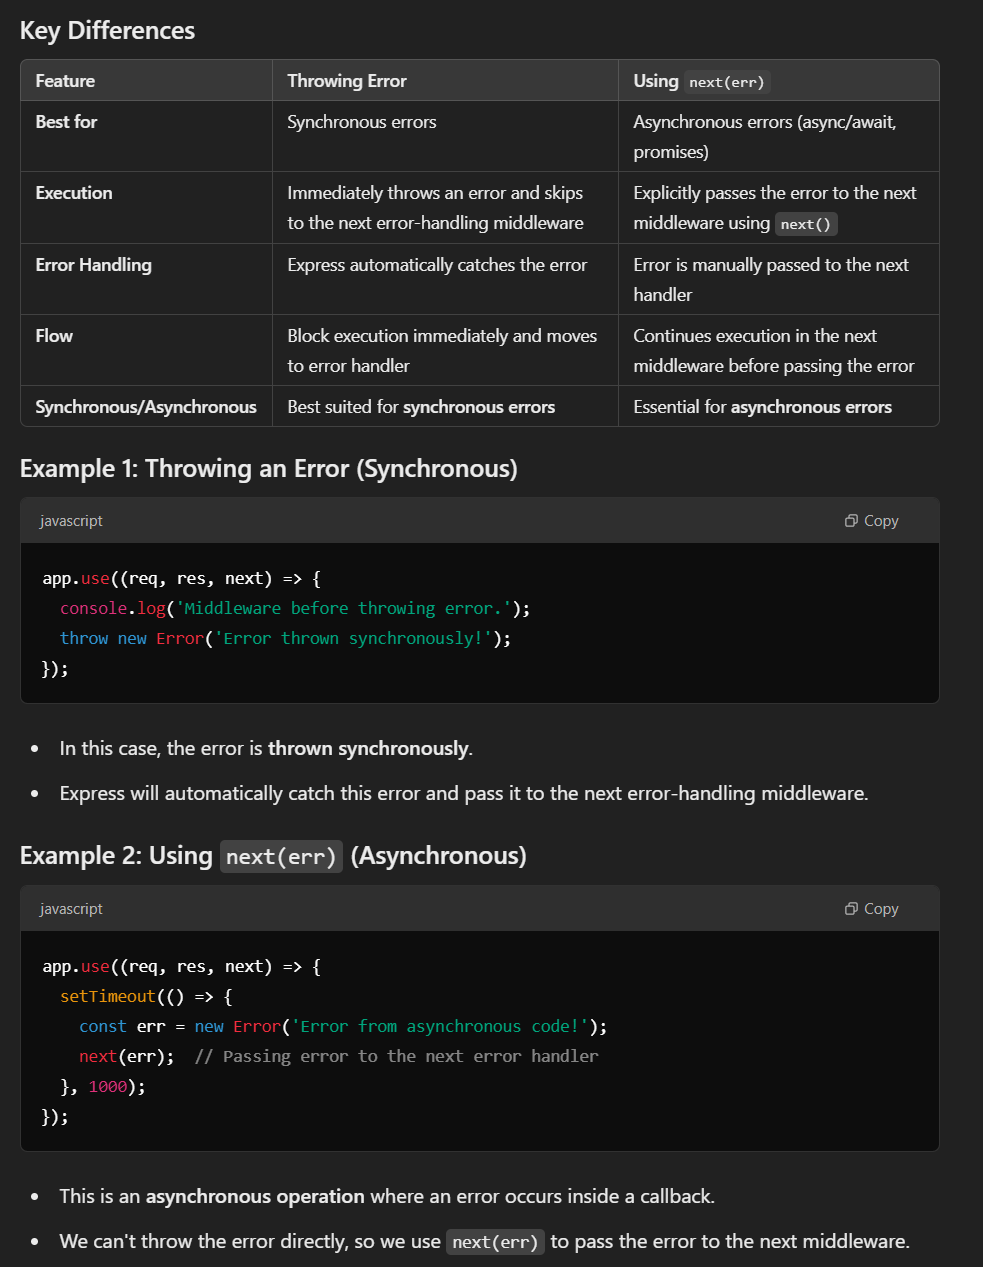 Key Differences
Feature Throwing Error Using next(err)
Best for Synchronous errors Asynchronous errors (async/await,
promises)
Execution Immediately throws an error and skips Explicitly passes the error to the next
to the next error-handling middleware middleware using next()
Error Handling Express automatically catches the error Error is manually passed to the next
handler
Flow Block execution immediately and moves Continues execution in the next
to error handler middleware before passing the error
Synchronous/Asynchronous Best suited for synchronous errors Essential for asynchronous errors
Example 1: Throwing an Error (Synchronous)
javascript Copy
app.use((req, res, next) => {
  console.log('Middleware before throwing error.');
  throw new Error('Error thrown synchronously!');
});
• In this case, the error is thrown synchronously.
• Express will automatically catch this error and pass it to the next error-handling middleware.
Example 2: Using next(err) (Asynchronous)
javascript Copy
app.use((req, res, next) => {
  setTimeout(() => {
    const err = new Error('Error from asynchronous code!');
    next(err);  // Passing error to the next error handler
  }, 1000);
});
• This is an asynchronous operation where an error occurs inside a callback.
• We can't throw the error directly, so we use next(err) to pass the error to the next middleware.